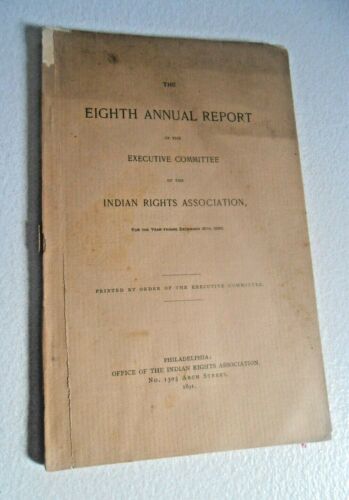 THE
EIGHTH ANNUAL REPORT
OF THE
EXECUTIVE COMMITTEE
OF THE
INDIAN RIGHTS ASSOCIATION,
FOR THE YEAR ENDING DECEMBER 15TH, 1890.
PRINTED BY ORDER OF THE EXECUTIVE COMMITTEE.
PHILADELPHIA:
OFFICE OF THE INDIAN RIGHTS ASSOCIATION,
No. 1305 ARCH STREET.
1891.